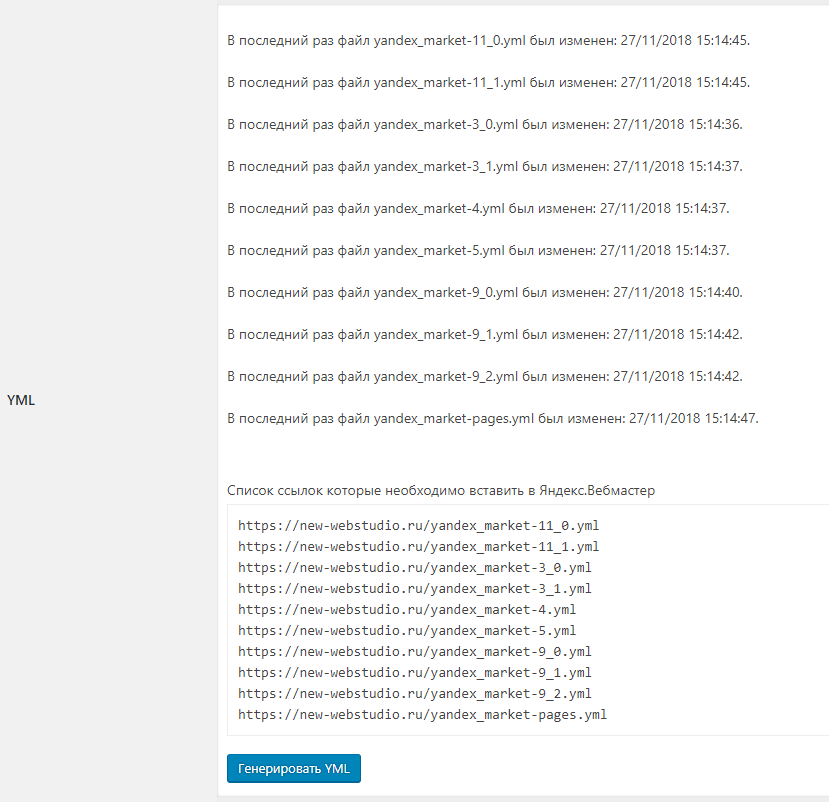 В последний раз файл yandex_market-11_0.yml был изменен: 27/11/2018 15:14:45.
В последний раз файл yandex_market-11_1.yml был изменен: 27/11/2018 15:14:45.
В последний раз файл yandex_market-3_0.yml был изменен: 27/11/2018 15:14:36.
В последний раз файл yandex_market-3_1.yml был изменен: 27/11/2018 15:14:37.
В последний раз файл yandex_market-4.yml был изменен: 27/11/2018 15:14:37.
В последний раз файл yandex_market-5.yml был изменен: 27/11/2018 15:14:37.
В последний раз файл yandex_market-9_0.yml был изменен: 27/11/2018 15:14:40.
В последний раз файл yandex_market-9_1.yml был изменен: 27/11/2018 15:14:42.
В последний раз файл yandex_market-9_2.yml был изменен: 27/11/2018 15:14:42.
YML
В последний раз файл yandex_market-pages.yml был изменен: 27/11/2018 15:14:47.
Список ссылок которые необходимо вставить в Яндекс.Вебмастер
https://new-webstudio.ru/yandex_market-11_0.yml
https://new-webstudio.ru/yandex_market-11_1.yml
https://new-webstudio.ru/yandex_market-3_0.yml
https://new-webstudio.ru/yandex_market-3_1.yml
https://new-webstudio.ru/yandex_market-4.yml
https://new-webstudio.ru/yandex_market-5.yml
https://new-webstudio.ru/yandex_market-9_0.yml
https://new-webstudio.ru/yandex_market-9_1.yml
https://new-webstudio.ru/yandex_market-9_2.yml
https://new-webstudio.ru/yandex_market-pages.yml
Генерировать YML